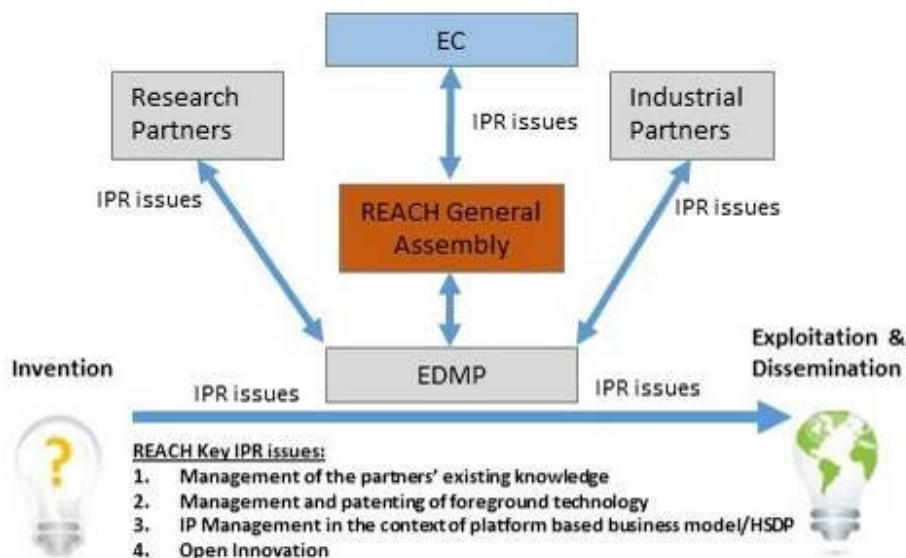 EC
Research
Partners
IPR issues
Industrial
Partners
IPR issues
REACH General
Assembly
IPR issues
Invention
EDMP
Exploitation &
Dissemination
IPR issues
IPR issues
?
REACH Key IPR issues:
1. Management of the partners’ existing knowledge
2. Management and patenting of foreground technology
3. IP Management in the context of platform based business model/HSDP
4. Open Innovation